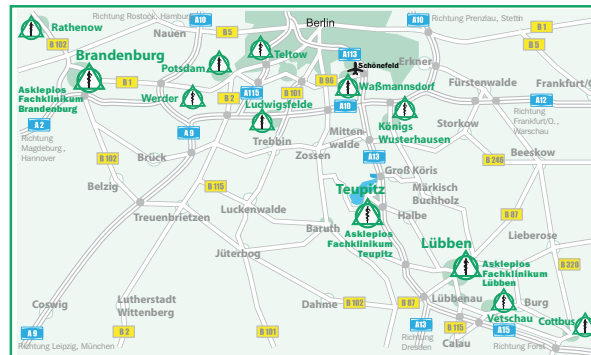 Richtung Rostock, Hamburg
A10
Berlin
A10
Richtung Prenzlau, Stettin
Rathenow
Nauen
B 5
B 1
B 102
Teltow
A113
B 5
Brandenburg
Potsdam
Schönefeld
Erkner
B 1
A115
B 101
B 96
Waßmannsdorf
Fürstenwalde
Frankfurt/O
Asklepios
Fachklinikum
Brandenburg
Werder
B 2
Ludwigsfelde
A10
A12
A 2
A 9
Königs
Wusterhausen
Storkow
Richtung
Frankfurt/O.,
Warschau
Richtung
Magdeburg,
Hannover
Trebbin
Mitten-
walde
B 102
Brück
Zossen
A13
B 246
Beeskow
Groß Köris
Belzig
B 115
Teupitz
Märkisch
Buchholz
Treuenbrietzen
Luckenwalde
Halbe
B 87
Baruth
Asklepios
Fachklinikum
Teupitz
Lübben
Lieberose
Jüterbog
Asklepios
Fachklinikum
Lübben
B 320
Coswig
Lutherstadt
Wittenberg
Dahme
B 102
B 87
Lübbenau
Burg
Vetschau
Cottbus
A 9
B 2
B 101
A13
B 115
A15
Calau
Richtung Leipzig, München
Richtung
Dresden
Richtung Forst